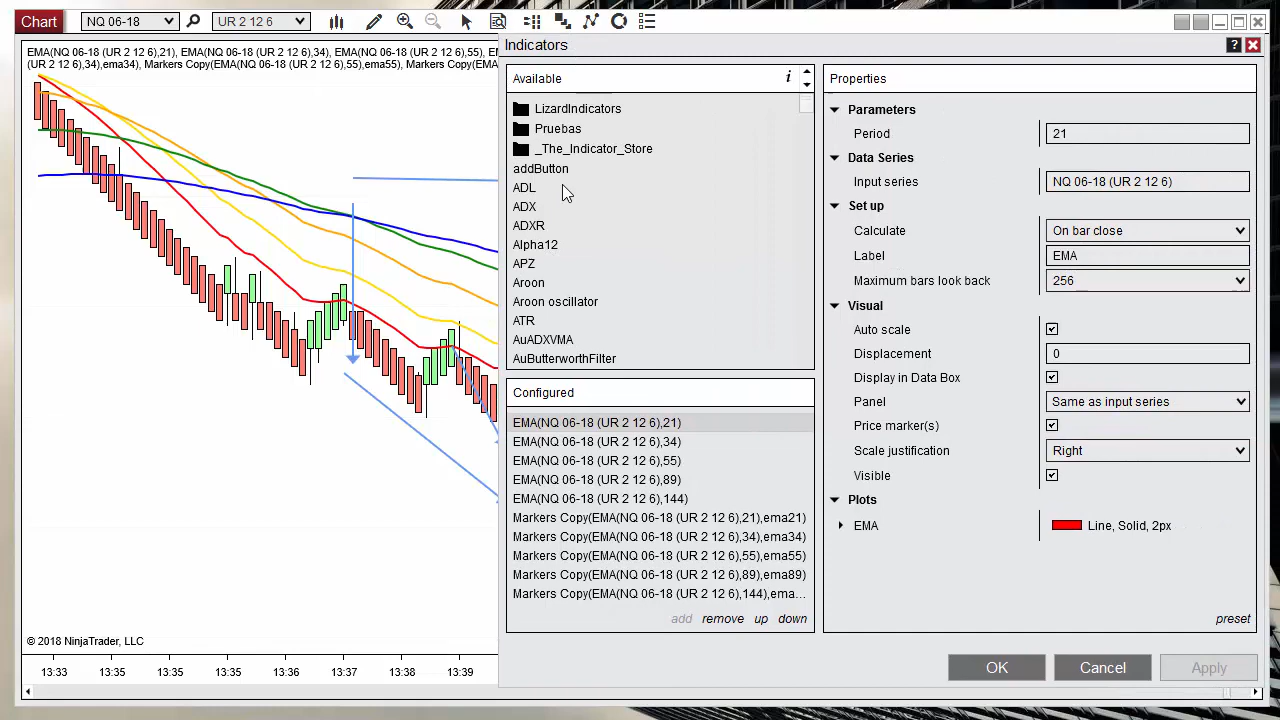 Chart
NQ 06-18
UR 2 12 6
EMA(NQ 06-18 (UR 2 12 6),21), EMA(NQ 06-18 (UR 2 12 6),34), EMA(NQ 06-18 (UR 2 12 6),55), E
(UR 2 12 6),34),ema34), Markers Copy(EMA(NQ 06-18 (UR 2 12 6),55),ema55), Markers Copy(EMA
© 2018 NinjaTrader, LLC
13:33 13:35 13:35 13:35 13:36 13:37 13:38 13:39
Indicators
?
Available
i
LizardIndicators
Pruebas
_The_Indicator_Store
addButton
ADL
ADX
ADXR
Alpha12
APZ
Aroon
Aroon oscillator
ATR
AuADXVMA
AuButterworthFilter
Configured
EMA(NQ 06-18 (UR 2 12 6),21)
EMA(NQ 06-18 (UR 2 12 6),34)
EMA(NQ 06-18 (UR 2 12 6),55)
EMA(NQ 06-18 (UR 2 12 6),89)
EMA(NQ 06-18 (UR 2 12 6),144)
Markers Copy(EMA(NQ 06-18 (UR 2 12 6),21),ema21)
Markers Copy(EMA(NQ 06-18 (UR 2 12 6),34),ema34)
Markers Copy(EMA(NQ 06-18 (UR 2 12 6),55),ema55)
Markers Copy(EMA(NQ 06-18 (UR 2 12 6),89),ema89)
Markers Copy(EMA(NQ 06-18 (UR 2 12 6),144),ema...
add remove up down
Properties
Parameters
Period 21
Data Series
Input series NQ 06-18 (UR 2 12 6)
Set up
Calculate On bar close
Label EMA
Maximum bars look back 256
Visual
Auto scale
Displacement 0
Display in Data Box
Panel Same as input series
Price marker(s)
Scale justification Right
Visible
Plots
EMA Line, Solid, 2px
preset
OK Cancel Apply